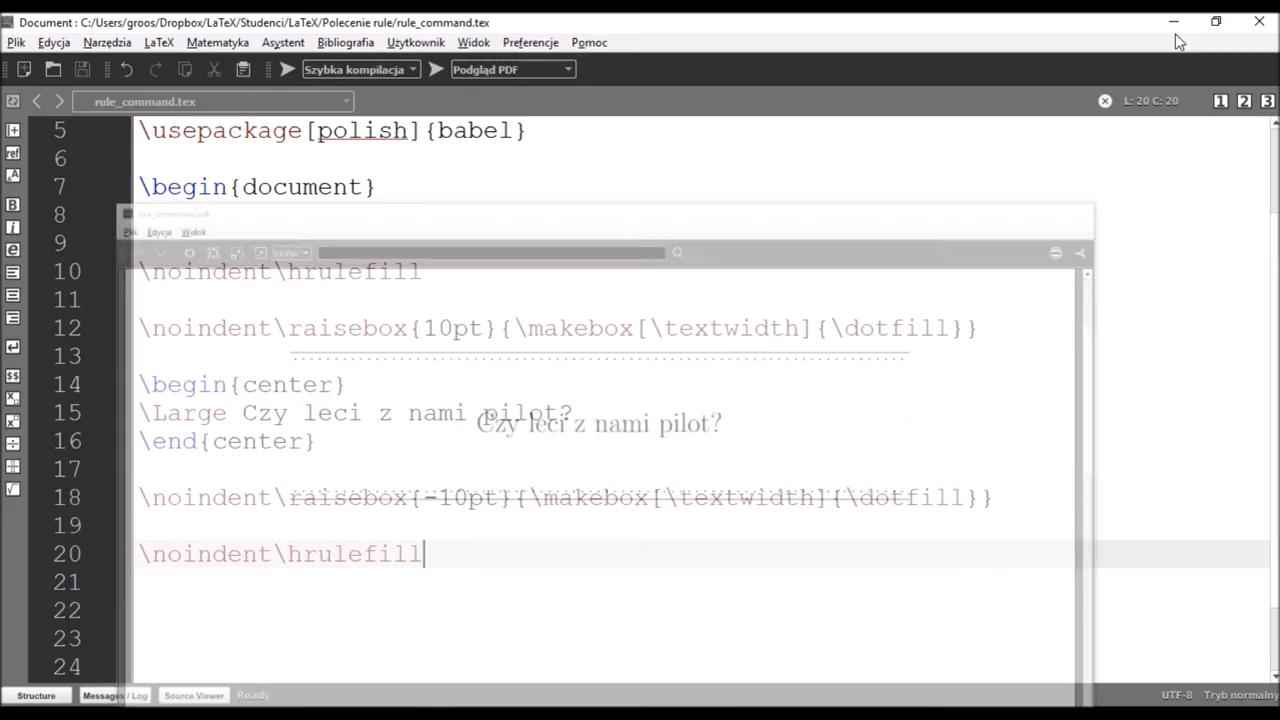 Document : C:/Users/groos/Dropbox/LaTeX/Studenci/LaTeX/Polecenie rule/rule_command.tex
Plik Edycja Narzędzia LaTeX Matematyka Asystent Bibliografia Użytkownik Widok Preferencje Pomoc
Szybka kompilacja Podgląd PDF
rule_command.tex L: 20 C: 20 1 2 3
5 \usepackage[polish]{babel}
6
7 \begin{document}
8
rule_command.pdf
Plik Edycja Widok
9
10 \noindent\hrulefill
11
12 \noindent\raisebox{10pt}{\makebox[\textwidth]{\dotfill}}
13
14 \begin{center}
15 \Large Czy leci z nami pilot?
Czy leci z nami pilot?
16 \end{center}
17
18 \noindent\raisebox{-10pt}{\makebox[\textwidth]{\dotfill}}
19
20 \noindent\hrulefill
21
22
23
24
Structure Messages / Log Source Viewer Ready UTF-8 Tryb normalny